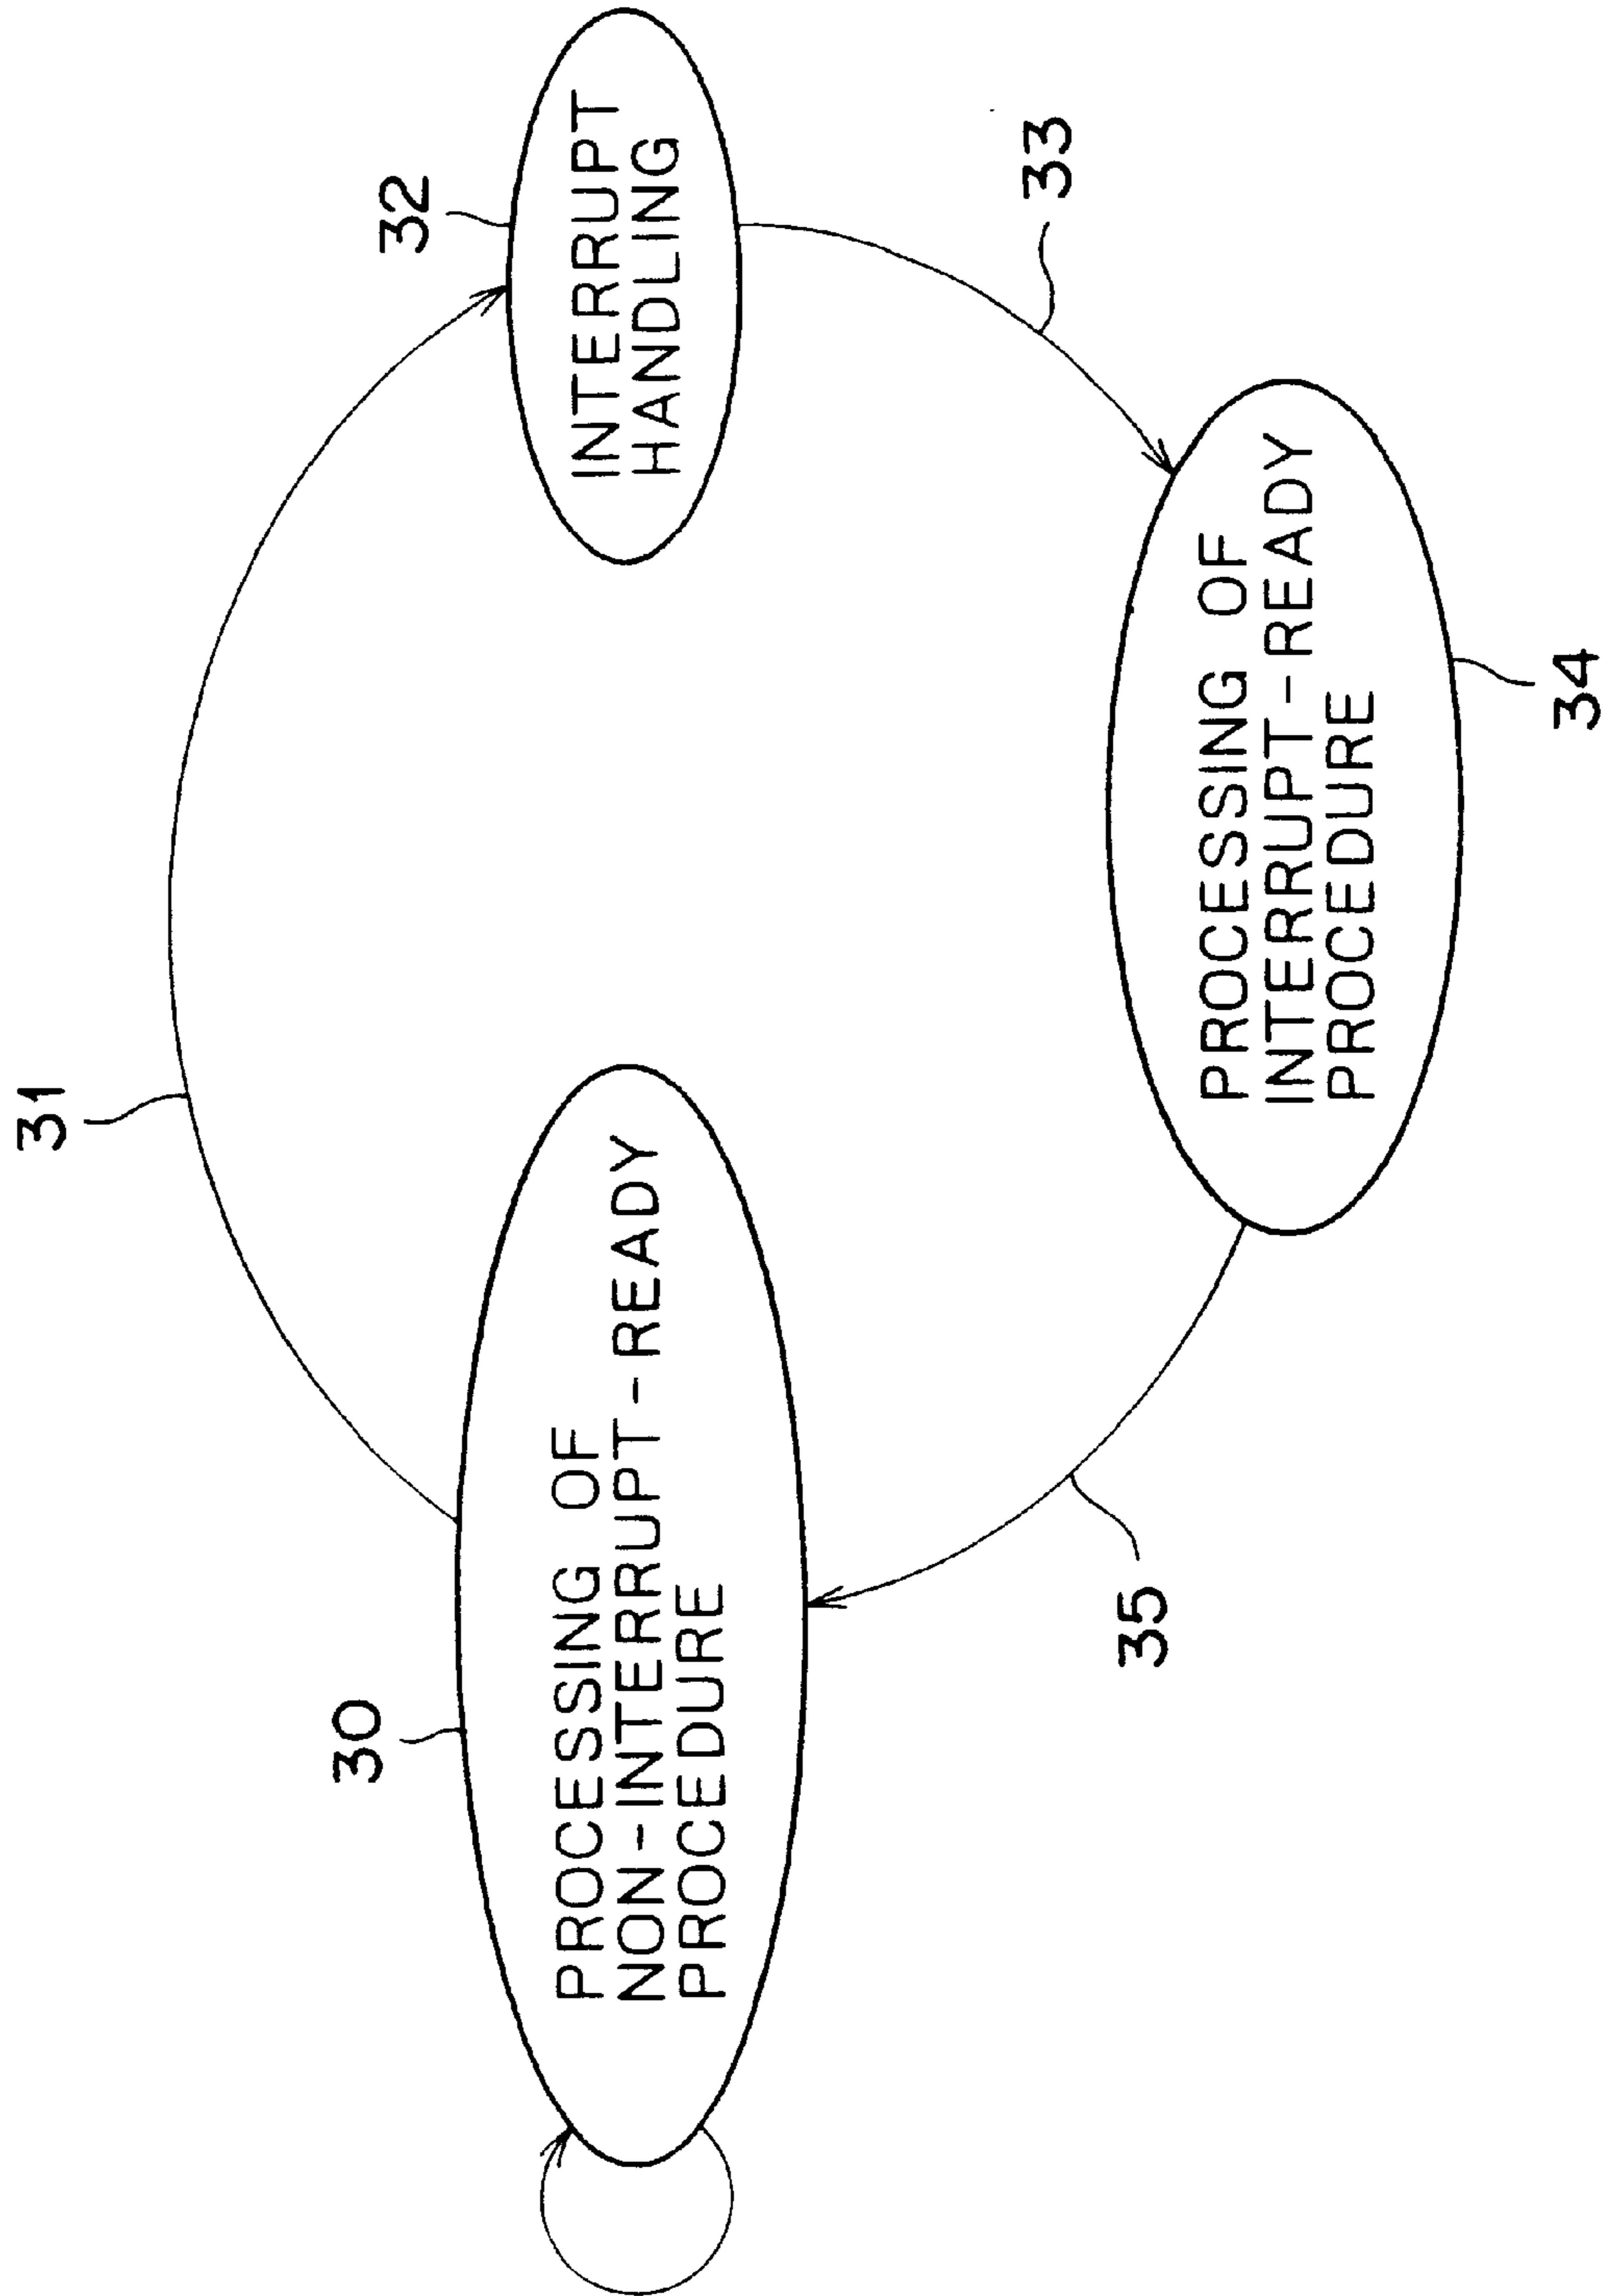 31
32
INTERRUPT
HANDLING
30
PROCESSING OF
NON-INTERRUPT-READY
PROCEDURE
33
35
PROCESSING OF
INTERRUPT-READY
PROCEDURE
34